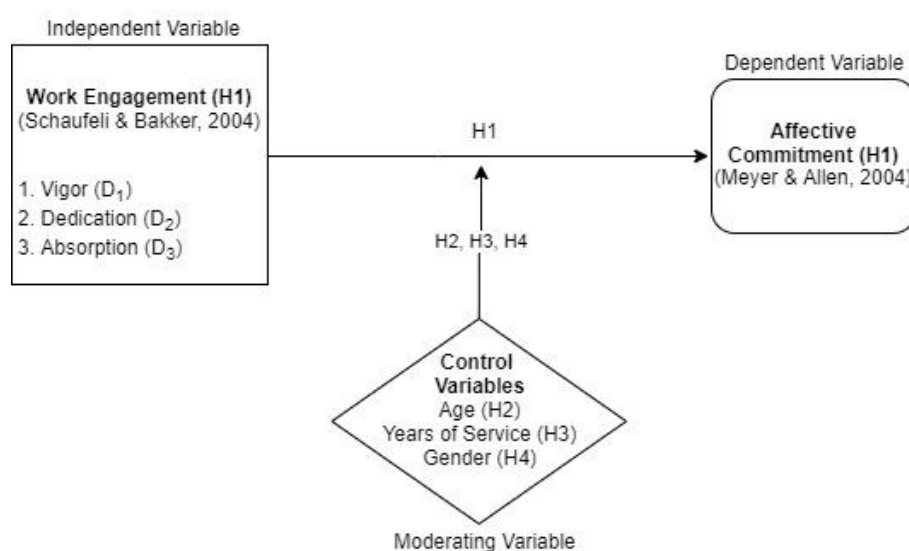 Independent Variable
Work Engagement (H1)
(Schaufeli & Bakker, 2004)
1. Vigor (D₁)
2. Dedication (D₂)
3. Absorption (D₃)
H1
Dependent Variable
Affective
Commitment (H1)
(Meyer & Allen, 2004)
H2, H3, H4
Control
Variables
Age (H2)
Years of Service (H3)
Gender (H4)
Moderating Variable